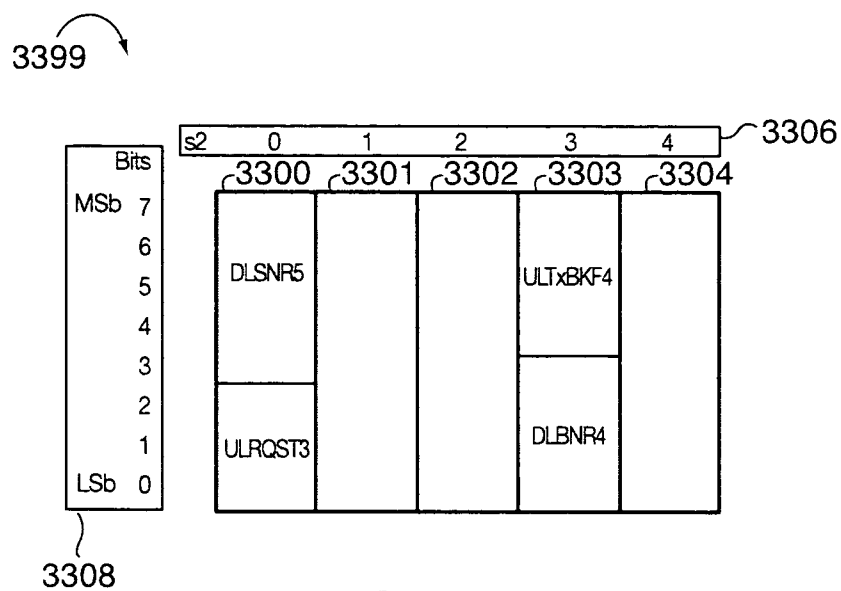 3399
s2 0 1 2 3 4
3306
Bits
3300 3301 3302 3303 3304
MSb 7
6
5
4
3
2
1
LSb 0
DLSNR5
ULTxBKF4
ULRQST3
DLBNR4
3308